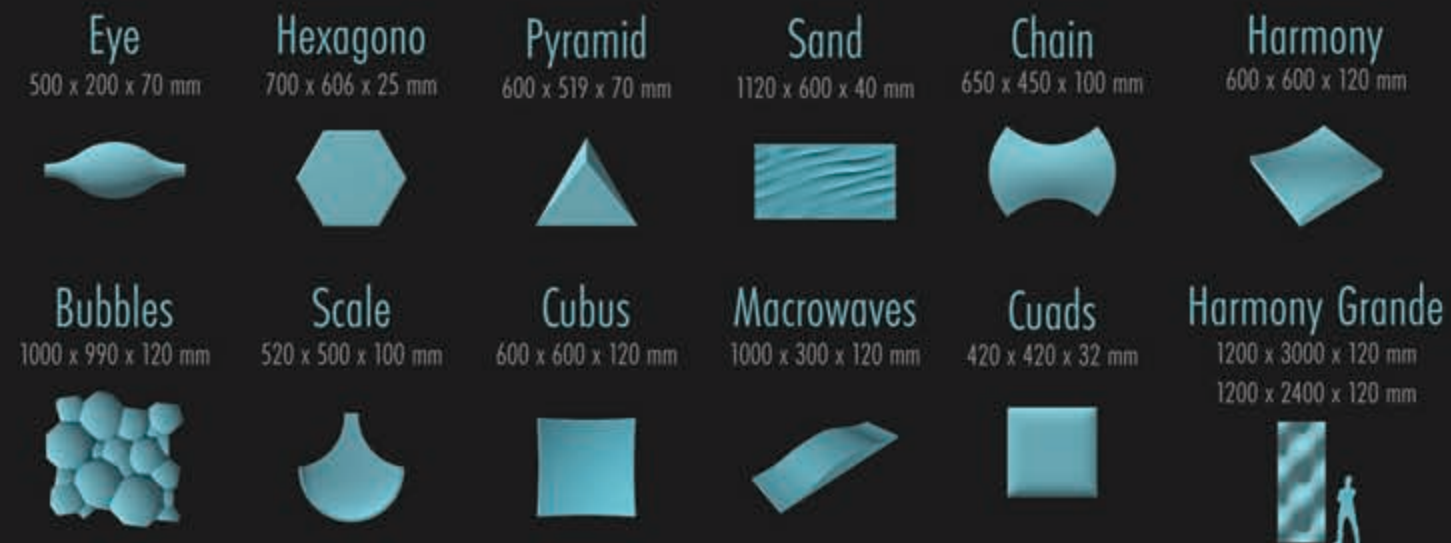 Eye
500 x 200 x 70 mm
Hexagono
700 x 606 x 25 mm
Pyramid
600 x 519 x 70 mm
Sand
1120 x 600 x 40 mm
Chain
650 x 450 x 100 mm
Harmony
600 x 600 x 120 mm
Bubbles
1000 x 990 x 120 mm
Scale
520 x 500 x 100 mm
Cubus
600 x 600 x 120 mm
Macrowaves
1000 x 300 x 120 mm
Cuads
420 x 420 x 32 mm
Harmony Grande
1200 x 3000 x 120 mm
1200 x 2400 x 120 mm